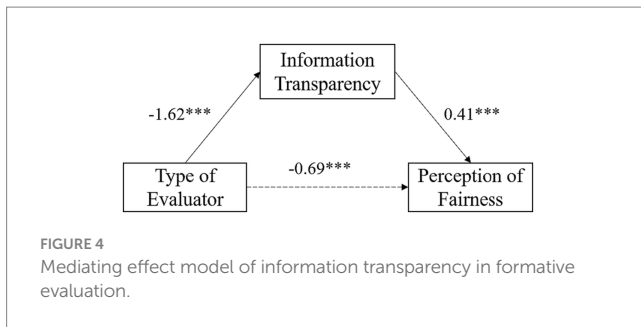 Information
Transparency
-1.62***
0.41***
Type of
Evaluator
-0.69***
Perception of
Fairness
FIGURE 4
Mediating effect model of information transparency in formative
evaluation.